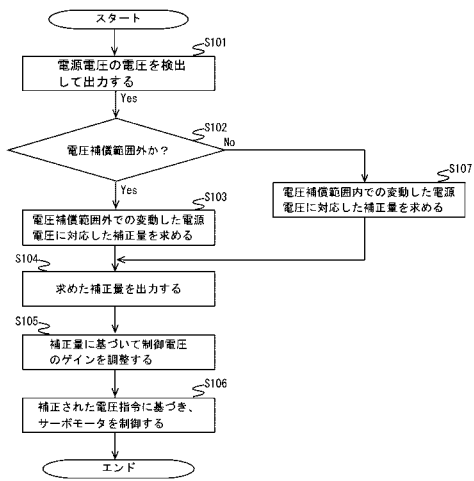 スタート
S101
電源電圧の電圧を検出
して出力する
Yes
S102
電圧補償範囲外か？
No
Yes
S103
電圧補償範囲外での変動した電源
電圧に対応した補正量を求める
S107
電圧補償範囲内での変動した電源
電圧に対応した補正量を求める
S104
求めた補正量を出力する
S105
補正量に基づいて制御電圧
のゲインを調整する
S106
補正された電圧指令に基づき、
サーボモータを制御する
エンド